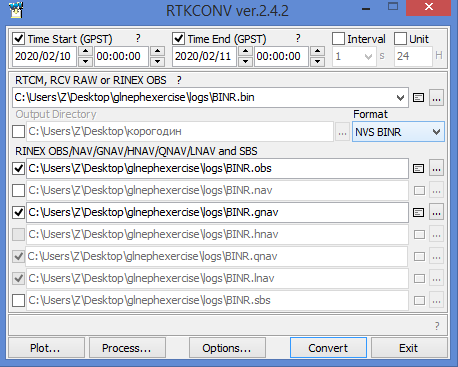 RTKCONV ver.2.4.2
Time Start (GPST) ? Time End (GPST) ? Interval Unit
2020/02/10 00:00:00 2020/02/11 00:00:00 1 s 24 H
RTCM, RCV RAW or RINEX OBS ?
C:\Users\Z\Desktop\glnephexercise\logs\BINR.bin ...
Output Directory Format
C:\Users\Z\Desktop\корогодин ... NVS BINR
RINEX OBS/NAV/GNAV/HNAV/QNAV/LNAV and SBS
C:\Users\Z\Desktop\glnephexercise\logs\BINR.obs ...
C:\Users\Z\Desktop\glnephexercise\logs\BINR.nav ...
C:\Users\Z\Desktop\glnephexercise\logs\BINR.gnav ...
C:\Users\Z\Desktop\glnephexercise\logs\BINR.hnav ...
C:\Users\Z\Desktop\glnephexercise\logs\BINR.qnav ...
C:\Users\Z\Desktop\glnephexercise\logs\BINR.lnav ...
C:\Users\Z\Desktop\glnephexercise\logs\BINR.sbs ...
?
Plot... Process... Options... Convert Exit